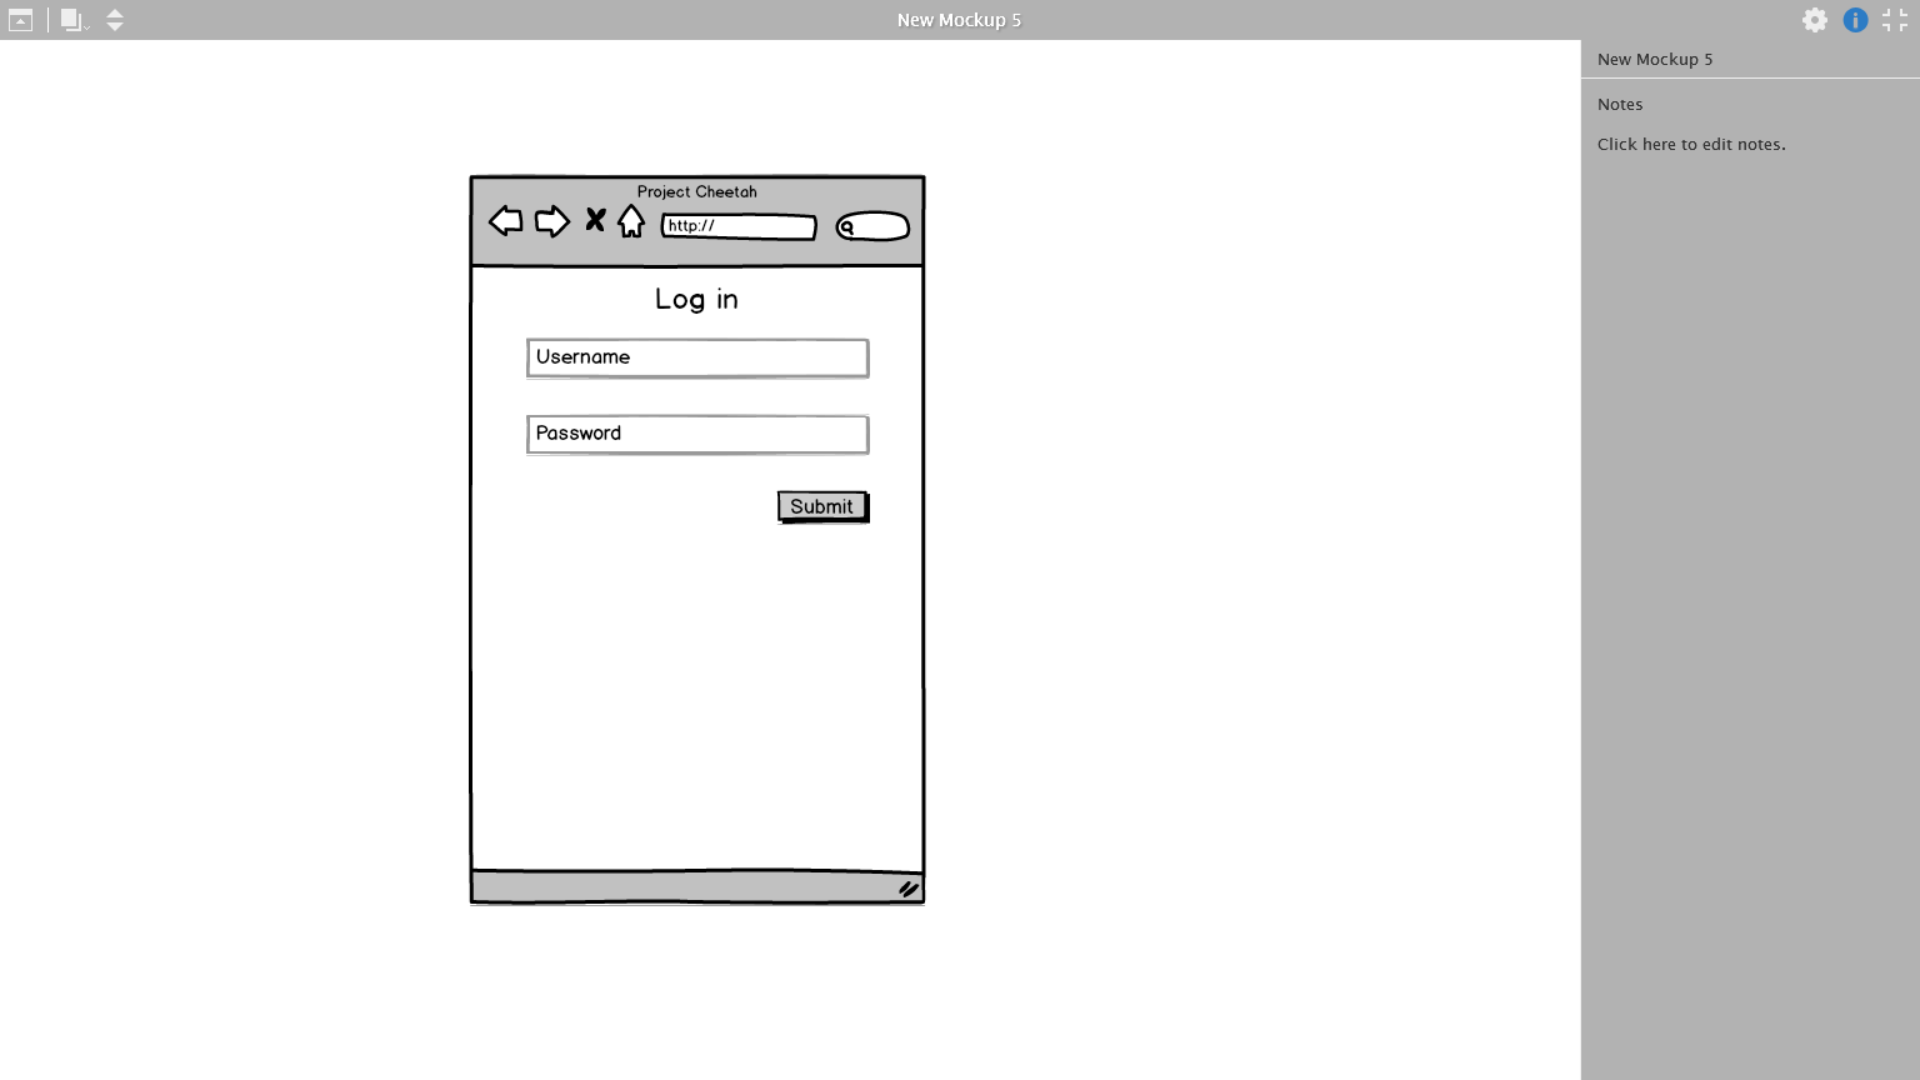 New Mockup 5
New Mockup 5
Notes
Click here to edit notes.
Project Cheetah
http://
Log in
Username
Password
Submit